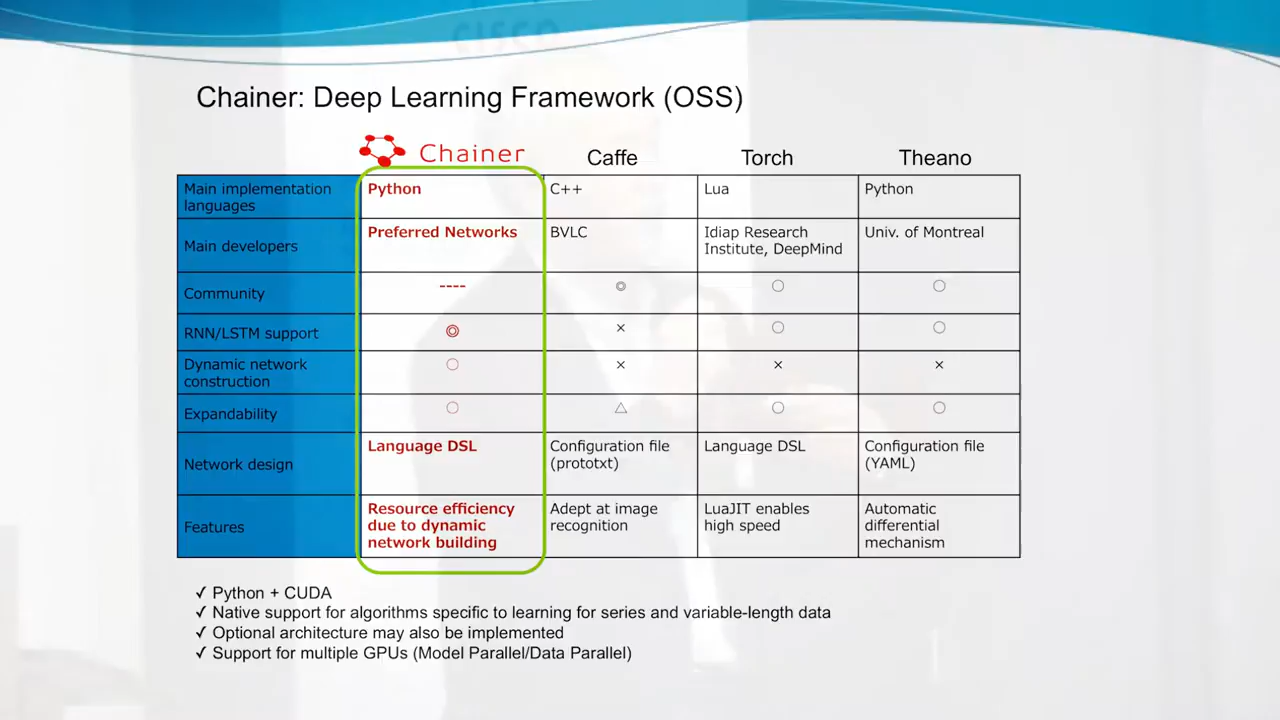 CISCO
Chainer: Deep Learning Framework (OSS)
Chainer Caffe Torch Theano
Main implementation languages Python C++ Lua Python
Main developers Preferred Networks BVLC Idiap Research Institute, DeepMind Univ. of Montreal
Community ---- ◎ ○ ○
RNN/LSTM support ◎ × ○ ○
Dynamic network construction ○ × × ×
Expandability ○ △ ○ ○
Network design Language DSL Configuration file (prototxt) Language DSL Configuration file (YAML)
Features Resource efficiency due to dynamic network building Adept at image recognition LuaJIT enables high speed Automatic differential mechanism
✓ Python + CUDA
✓ Native support for algorithms specific to learning for series and variable-length data
✓ Optional architecture may also be implemented
✓ Support for multiple GPUs (Model Parallel/Data Parallel)